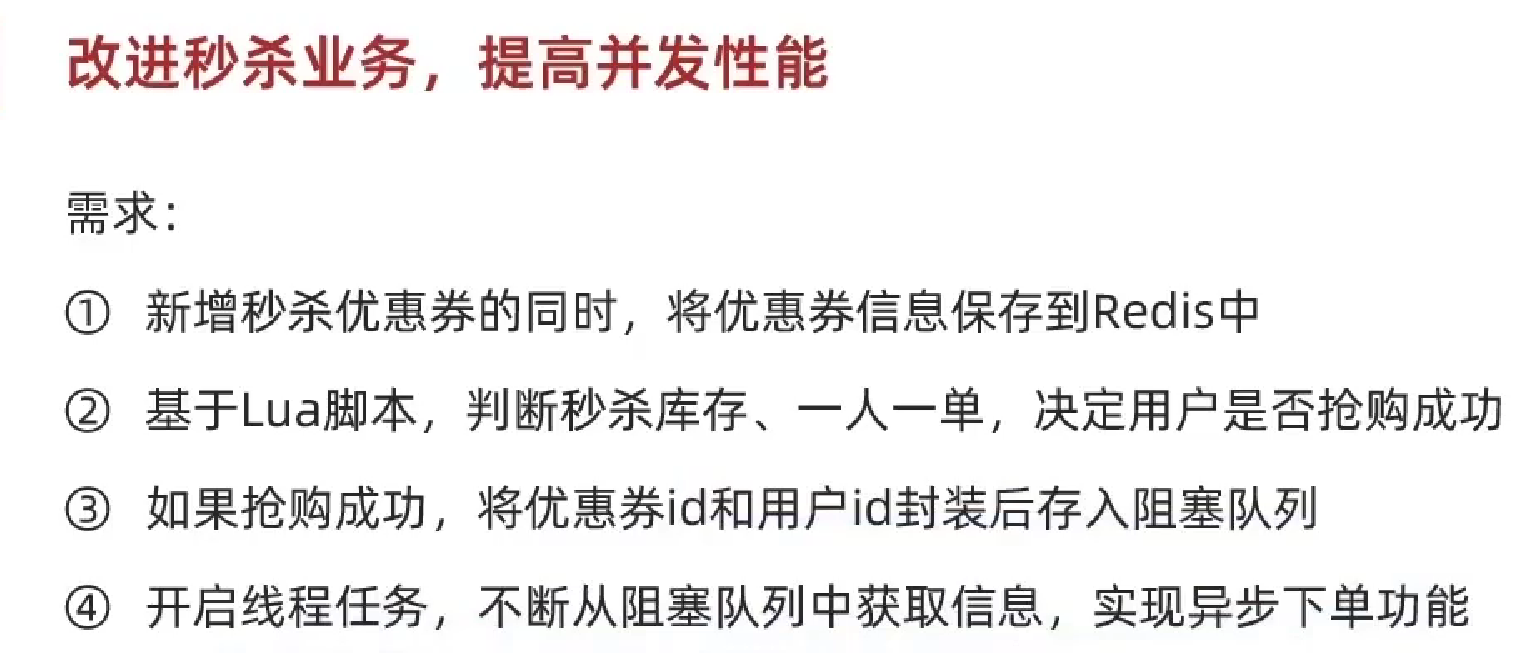 改进秒杀业务，提高并发性能
需求：
① 新增秒杀优惠券的同时，将优惠券信息保存到Redis中
② 基于Lua脚本，判断秒杀库存、一人一单，决定用户是否抢购成功
③ 如果抢购成功，将优惠券id和用户id封装后存入阻塞队列
④ 开启线程任务，不断从阻塞队列中获取信息，实现异步下单功能